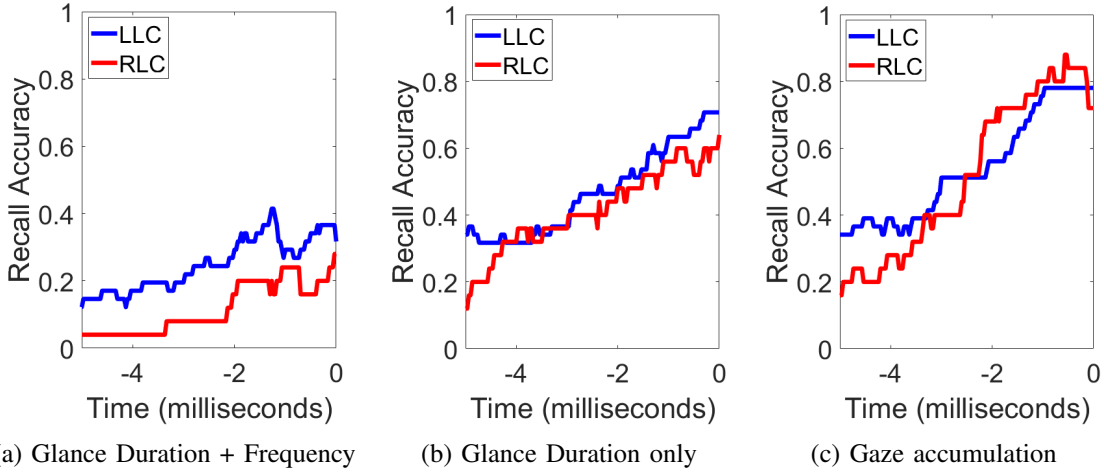 1
0.8
0.6
0.4
0.2
0
Recall Accuracy
LLC
RLC
-4
-2
0
Time (milliseconds)
(a) Glance Duration + Frequency
1
0.8
0.6
0.4
0.2
0
Recall Accuracy
LLC
RLC
-4
-2
0
Time (milliseconds)
(b) Glance Duration only
1
0.8
0.6
0.4
0.2
0
Recall Accuracy
LLC
RLC
-4
-2
0
Time (milliseconds)
(c) Gaze accumulation